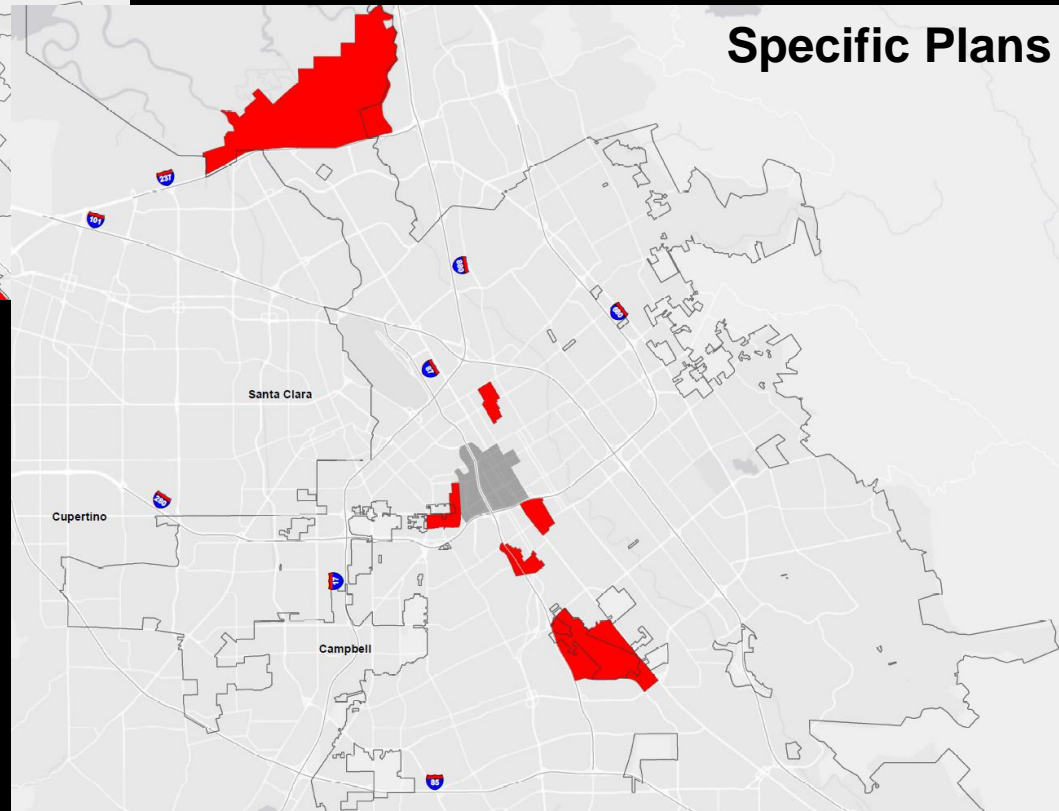 Specific Plans
237
101
880
680
87
Santa Clara
280
Cupertino
17
Campbell
85